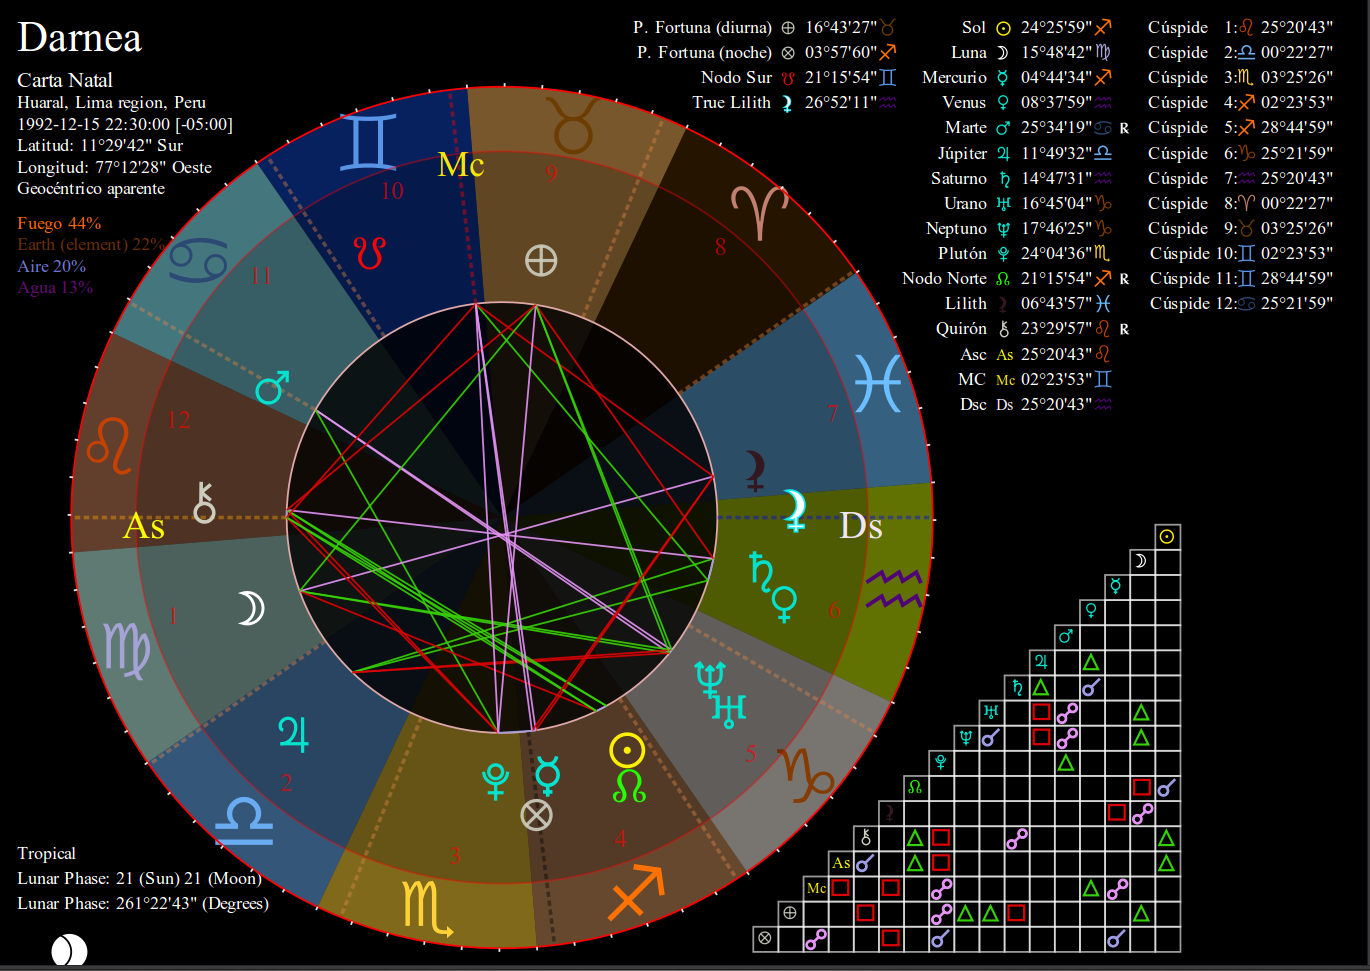 Darnea
Carta Natal
Huaral, Lima region, Peru
1992-12-15 22:30:00 [-05:00]
Latitud: 11°29'42" Sur
Longitud: 77°12'28" Oeste
Geocéntrico aparente
Fuego 44%
Earth (element) 22%
Aire 20%
Agua 13%
P. Fortuna (diurna) ⊕ 16°43'27"♉
P. Fortuna (noche) ⊗ 03°57'60"♐
Nodo Sur ☋ 21°15'54"♊
True Lilith ⚸ 26°52'11"♒
Sol ☉ 24°25'59"♐
Luna ☽ 15°48'42"♍
Mercurio ☿ 04°44'34"♐
Venus ♀ 08°37'59"♒
Marte ♂ 25°34'19"♋ ℞
Júpiter ♃ 11°49'32"♎
Saturno ♄ 14°47'31"♒
Urano ♅ 16°45'04"♑
Neptuno ♆ 17°46'25"♑
Plutón ♇ 24°04'36"♏
Nodo Norte ☊ 21°15'54"♐ ℞
Lilith ⚸ 06°43'57"♓
Quirón ⚷ 23°29'57"♌ ℞
Asc As 25°20'43"♌
MC Mc 02°23'53"♊
Dsc Ds 25°20'43"♒
Cúspide 1:♌ 25°20'43"
Cúspide 2:♎ 00°22'27"
Cúspide 3:♏ 03°25'26"
Cúspide 4:♐ 02°23'53"
Cúspide 5:♐ 28°44'59"
Cúspide 6:♑ 25°21'59"
Cúspide 7:♒ 25°20'43"
Cúspide 8:♈ 00°22'27"
Cúspide 9:♉ 03°25'26"
Cúspide 10:♊ 02°23'53"
Cúspide 11:♊ 28°44'59"
Cúspide 12:♋ 25°21'59"
Mc
10
9
8
11
7
12
As
Ds
1
6
2
5
3
4
As
Mc
Tropical
Lunar Phase: 21 (Sun) 21 (Moon)
Lunar Phase: 261°22'43" (Degrees)